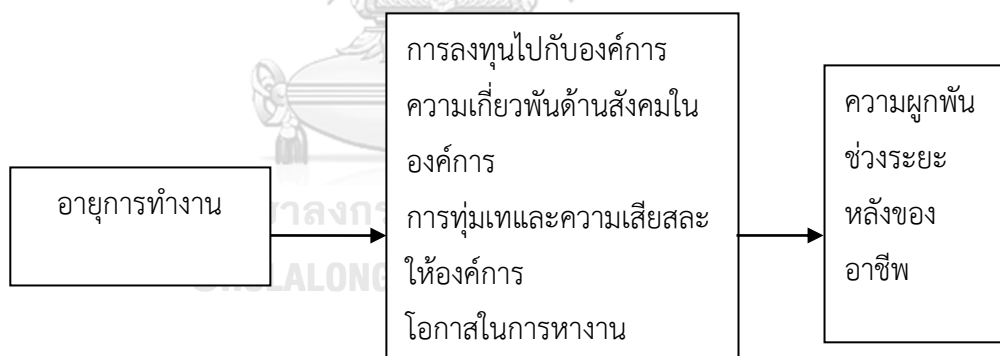 การลงทุนไปกับองค์การ
ความเกี่ยวพันด้านสังคมใน
องค์การ
การทุ่มเทและความเสียสละ
ให้องค์การ
โอกาสในการหางาน
อายุการทำงาน
ความผูกพัน
ช่วงระยะ
หลังของ
อาชีพ